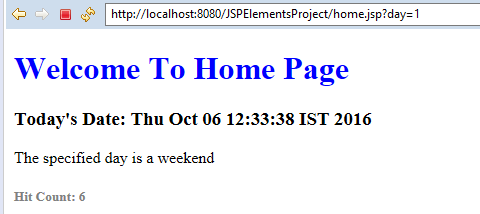 http://localhost:8080/JSPElementsProject/home.jsp?day=1
Welcome To Home Page
Today's Date: Thu Oct 06 12:33:38 IST 2016
The specified day is a weekend
Hit Count: 6